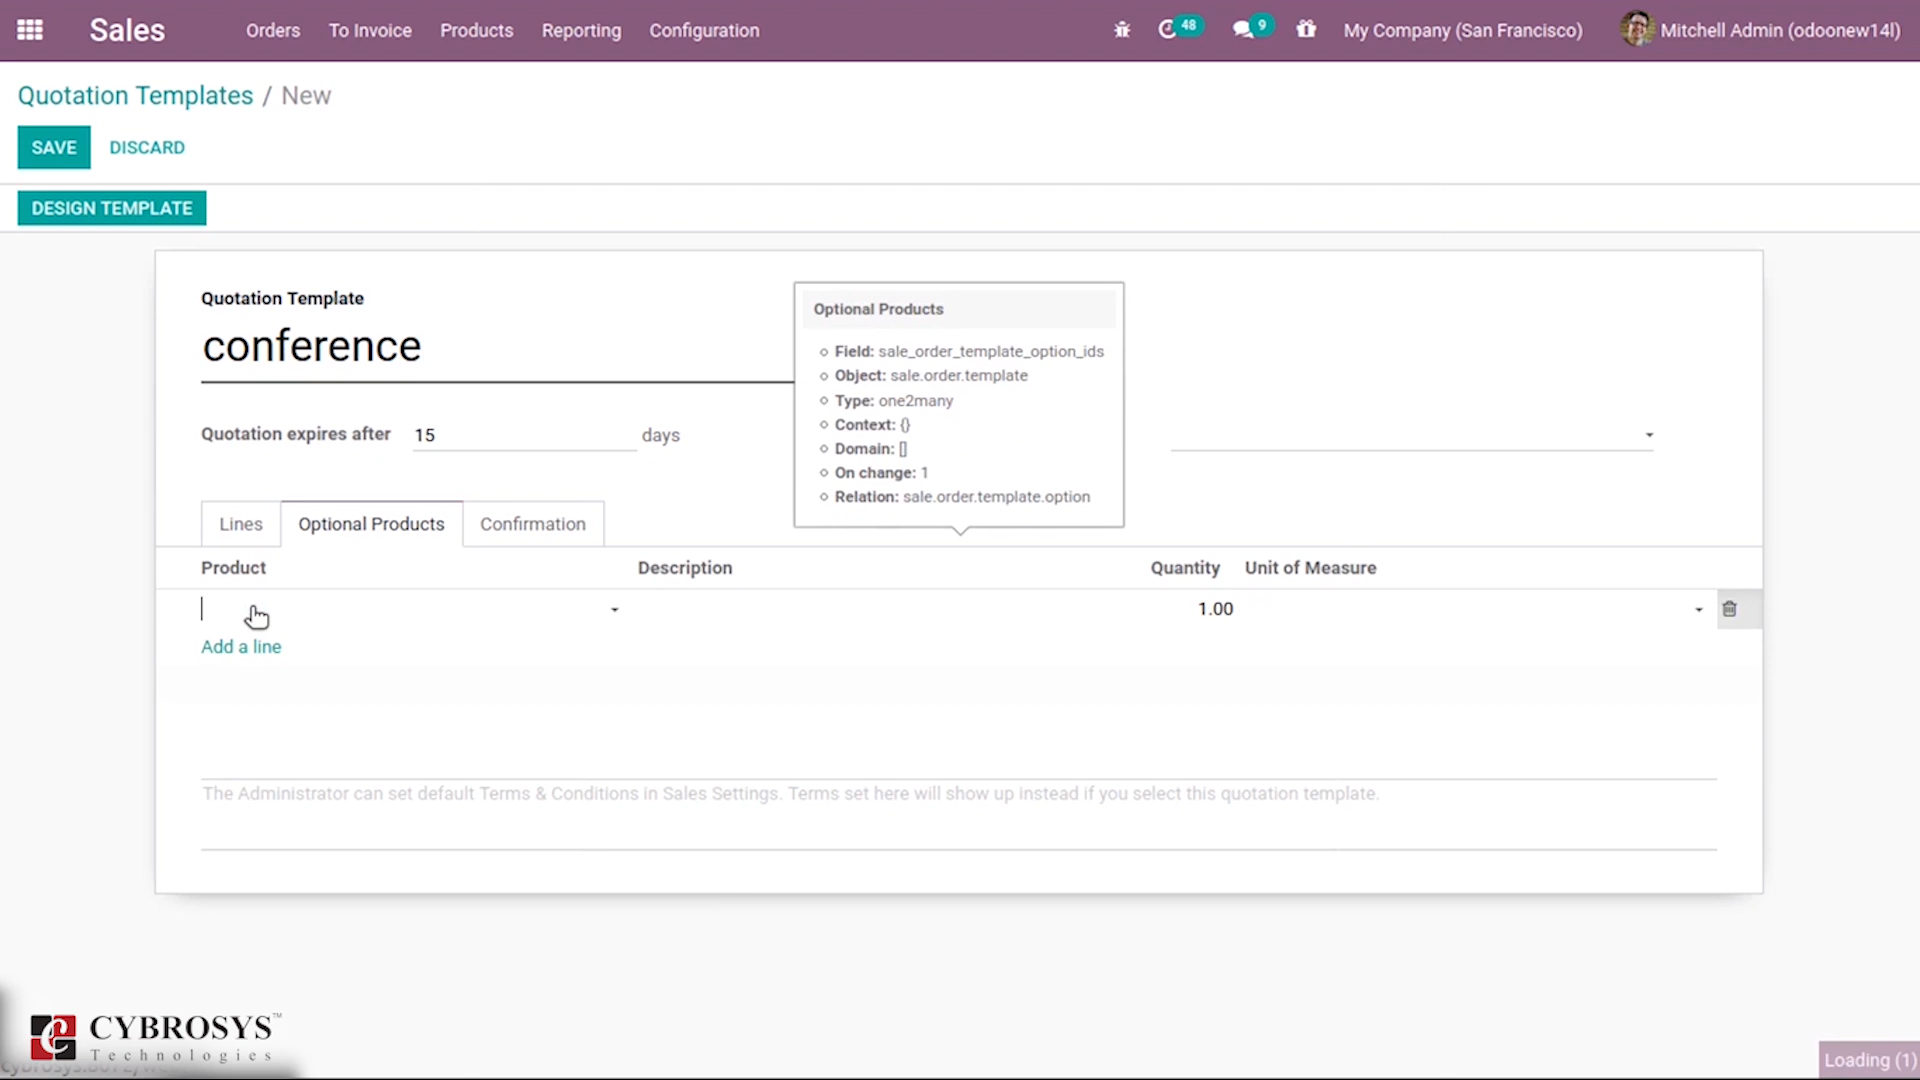 Sales
Orders
To Invoice
Products
Reporting
Configuration
48
9
My Company (San Francisco)
Mitchell Admin (odoonew14l)
Quotation Templates / New
SAVE
DISCARD
DESIGN TEMPLATE
Quotation Template
conference
Quotation expires after
15
days
Optional Products
Field: sale_order_template_option_ids
Object: sale.order.template
Type: one2many
Context: {}
Domain: []
On change: 1
Relation: sale.order.template.option
Lines
Optional Products
Confirmation
Product
Description
Quantity
Unit of Measure
1.00
Add a line
The Administrator can set default Terms & Conditions in Sales Settings. Terms set here will show up instead if you select this quotation template.
CYBROSYS™
Technologies
Loading (1)